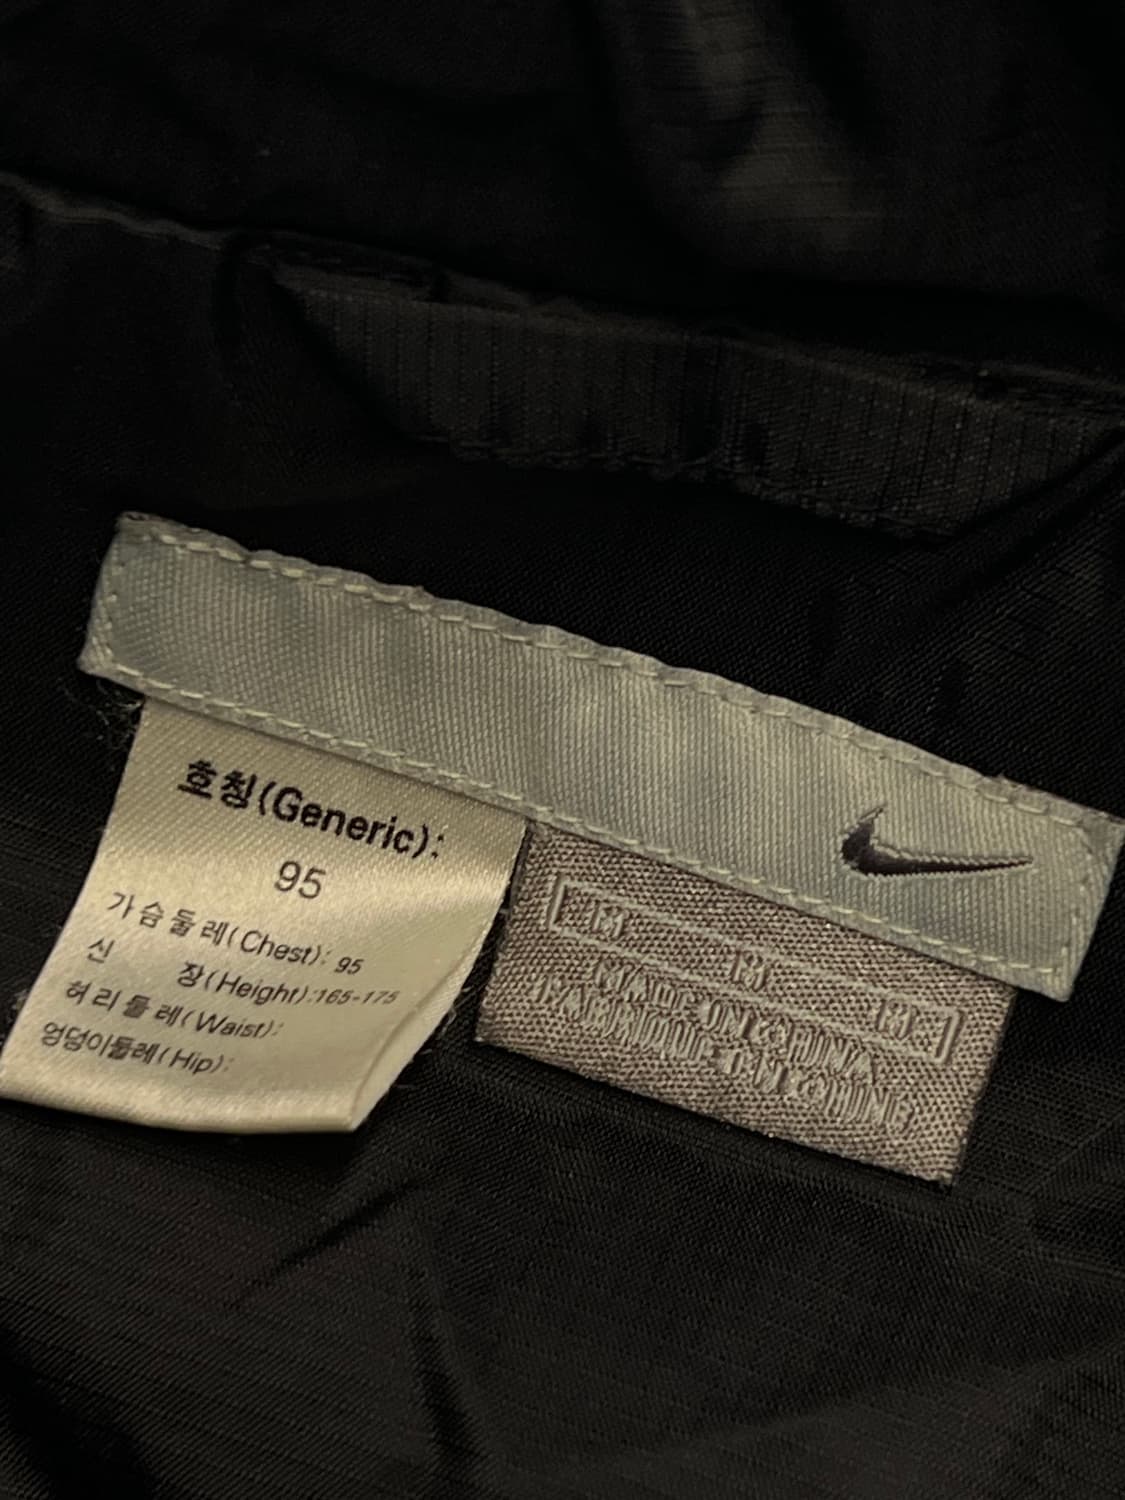 호칭(Generic):
95
가슴둘레(Chest): 95
신 장(Height):165-175
허리둘레(Waist):
엉덩이둘레(Hip):
M M M
MADE IN CHINA
FABRIQUÉ EN CHINE